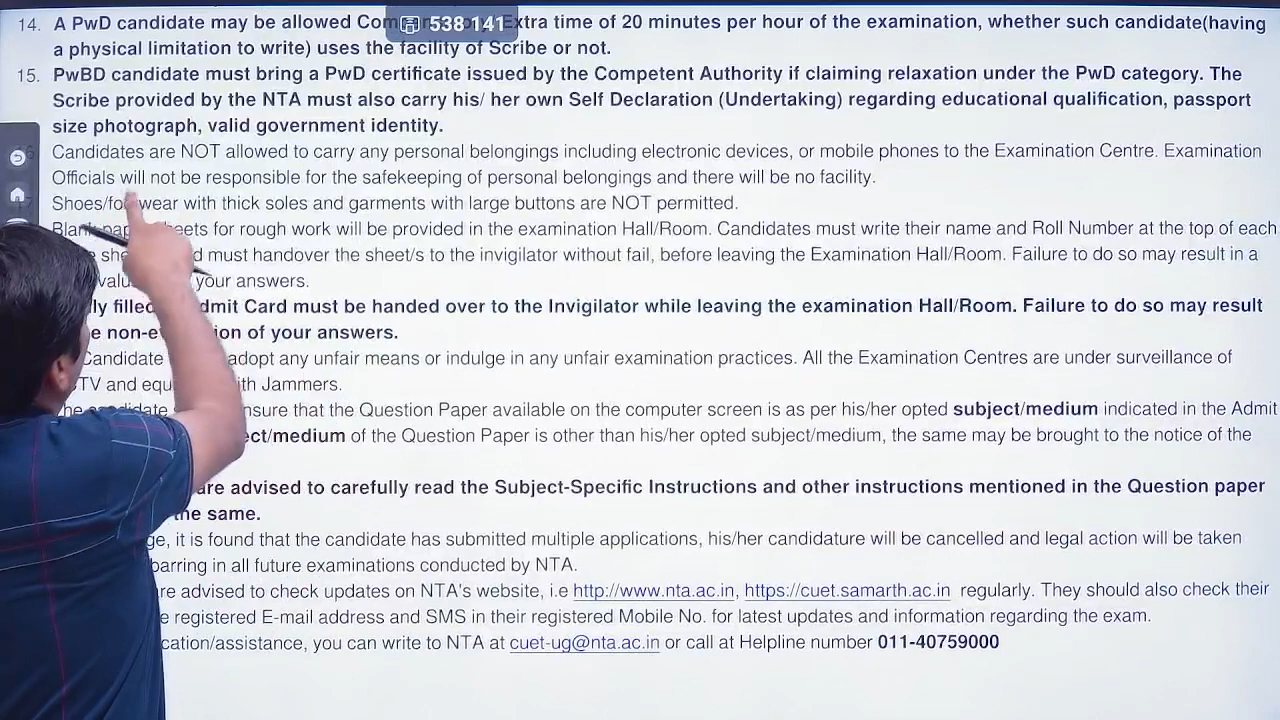 538 141
14. A PwD candidate may be allowed Extra time of 20 minutes per hour of the examination, whether such candidate(having
a physical limitation to write) uses the facility of Scribe or not.
15. PwBD candidate must bring a PwD certificate issued by the Competent Authority if claiming relaxation under the PwD category. The
Scribe provided by the NTA must also carry his/ her own Self Declaration (Undertaking) regarding educational qualification, passport
size photograph, valid government identity.
Candidates are NOT allowed to carry any personal belongings including electronic devices, or mobile phones to the Examination Centre. Examination
Officials will not be responsible for the safekeeping of personal belongings and there will be no facility.
with thick soles and garments with large buttons are NOT permitted.
for rough work will be provided in the examination Hall/Room. Candidates must write their name and Roll Number at the top of each
must handover the sheet/s to the invigilator without fail, before leaving the Examination Hall/Room. Failure to do so may result in a
your answers.
filled Admit Card must be handed over to the Invigilator while leaving the examination Hall/Room. Failure to do so may result
of your answers.
Candidate adopt any unfair means or indulge in any unfair examination practices. All the Examination Centres are under surveillance of
and with Jammers.
ensure that the Question Paper available on the computer screen is as per his/her opted subject/medium indicated in the Admit
of the Question Paper is other than his/her opted subject/medium, the same may be brought to the notice of the
are advised to carefully read the Subject-Specific Instructions and other instructions mentioned in the Question paper
the same.
it is found that the candidate has submitted multiple applications, his/her candidature will be cancelled and legal action will be taken
in all future examinations conducted by NTA.
are advised to check updates on NTA's website, i.e http://www.nta.ac.in, https://cuet.samarth.ac.in regularly. They should also check their
registered E-mail address and SMS in their registered Mobile No. for latest updates and information regarding the exam.
you can write to NTA at cuet-ug@nta.ac.in or call at Helpline number 011-40759000